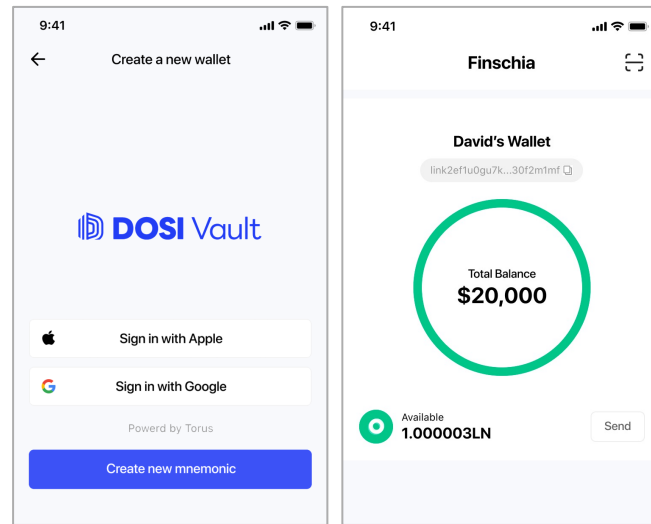 9:41
Create a new wallet
DOSI Vault
Sign in with Apple
Sign in with Google
Powerd by Torus
Create new mnemonic
9:41
Finschia
David's Wallet
link2ef1u0gu7k...30f2m1mf
Total Balance
$20,000
Available
1.000003LN
Send